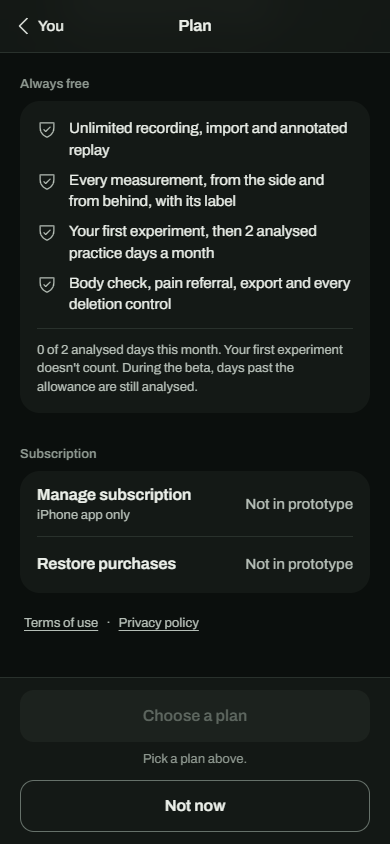 You
Plan
Always free
Unlimited recording, import and annotated
replay
Every measurement, from the side and
from behind, with its label
Your first experiment, then 2 analysed
practice days a month
Body check, pain referral, export and every
deletion control
0 of 2 analysed days this month. Your first experiment
doesn't count. During the beta, days past the
allowance are still analysed.
Subscription
Manage subscription
iPhone app only
Not in prototype
Restore purchases
Not in prototype
Terms of use · Privacy policy
Choose a plan
Pick a plan above.
Not now